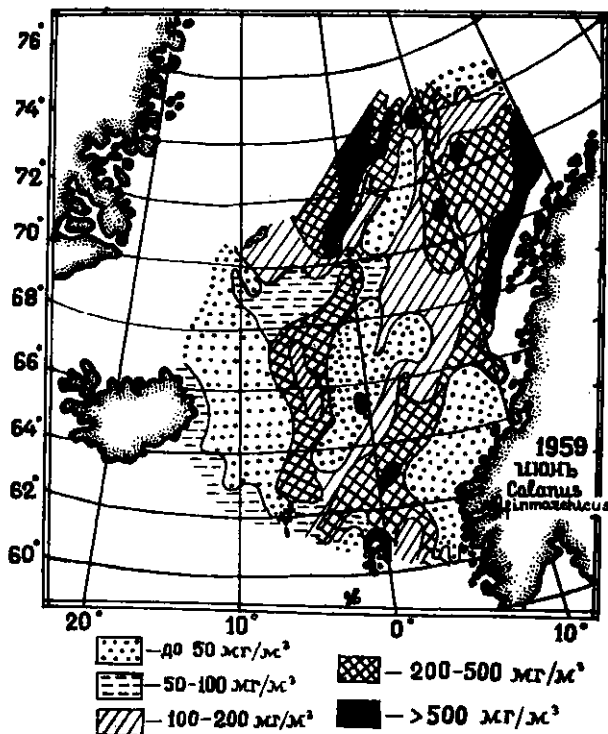 76°
74°
72°
70°
68°
66°
64°
62°
60°
1959
июнь
Calanus
finmarchicus
20°
10°
%
0°
10°
—до 50 мг/м³
—50-100 мг/м³
—100-200 мг/м³
—200-500 мг/м³
—>500 мг/м³